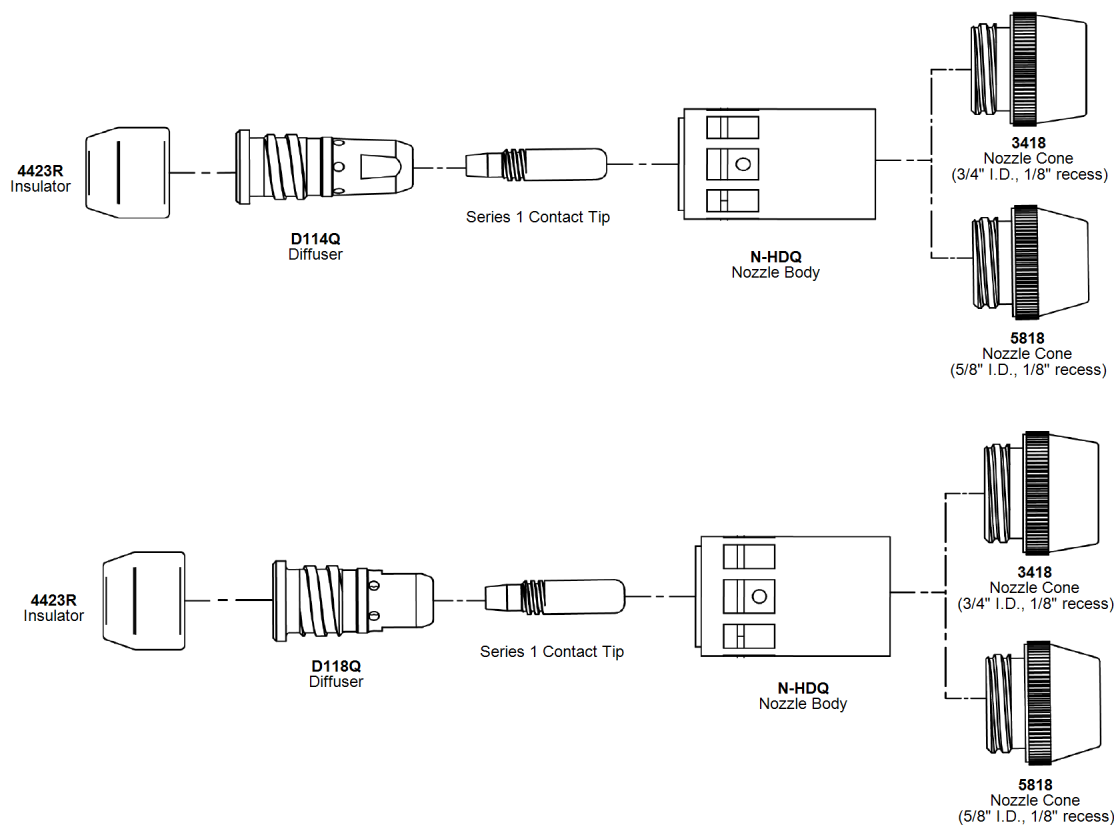 3418
Nozzle Cone
(3/4" I.D., 1/8" recess)
4423R
Insulator
Series 1 Contact Tip
D114Q
Diffuser
N-HDQ
Nozzle Body
5818
Nozzle Cone
(5/8" I.D., 1/8" recess)
3418
Nozzle Cone
(3/4" I.D., 1/8" recess)
4423R
Insulator
Series 1 Contact Tip
D118Q
Diffuser
N-HDQ
Nozzle Body
5818
Nozzle Cone
(5/8" I.D., 1/8" recess)